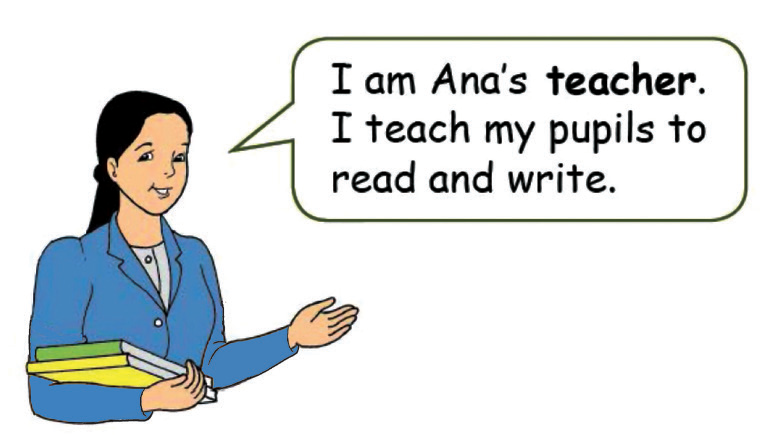 I am Ana's teacher.
I teach my pupils to
read and write.